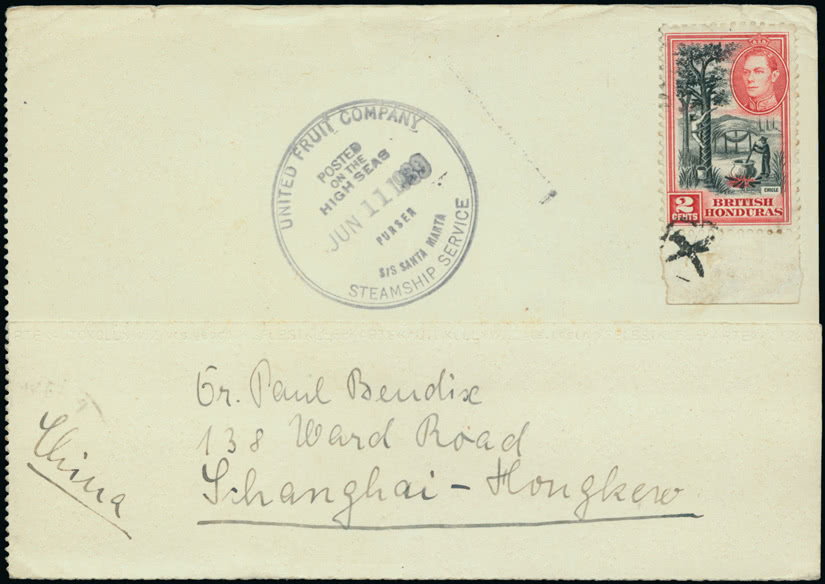 UNITED FRUIT COMPANY
POSTED
ON THE
HIGH SEAS
JUN 11 1939
PURSER
S/S SANTA MARTA
STEAMSHIP SERVICE
CHICLE
2
CENTS
BRITISH
HONDURAS
Dr. Paul Bendix
138 Ward Road
Schanghai - Hongkew
China